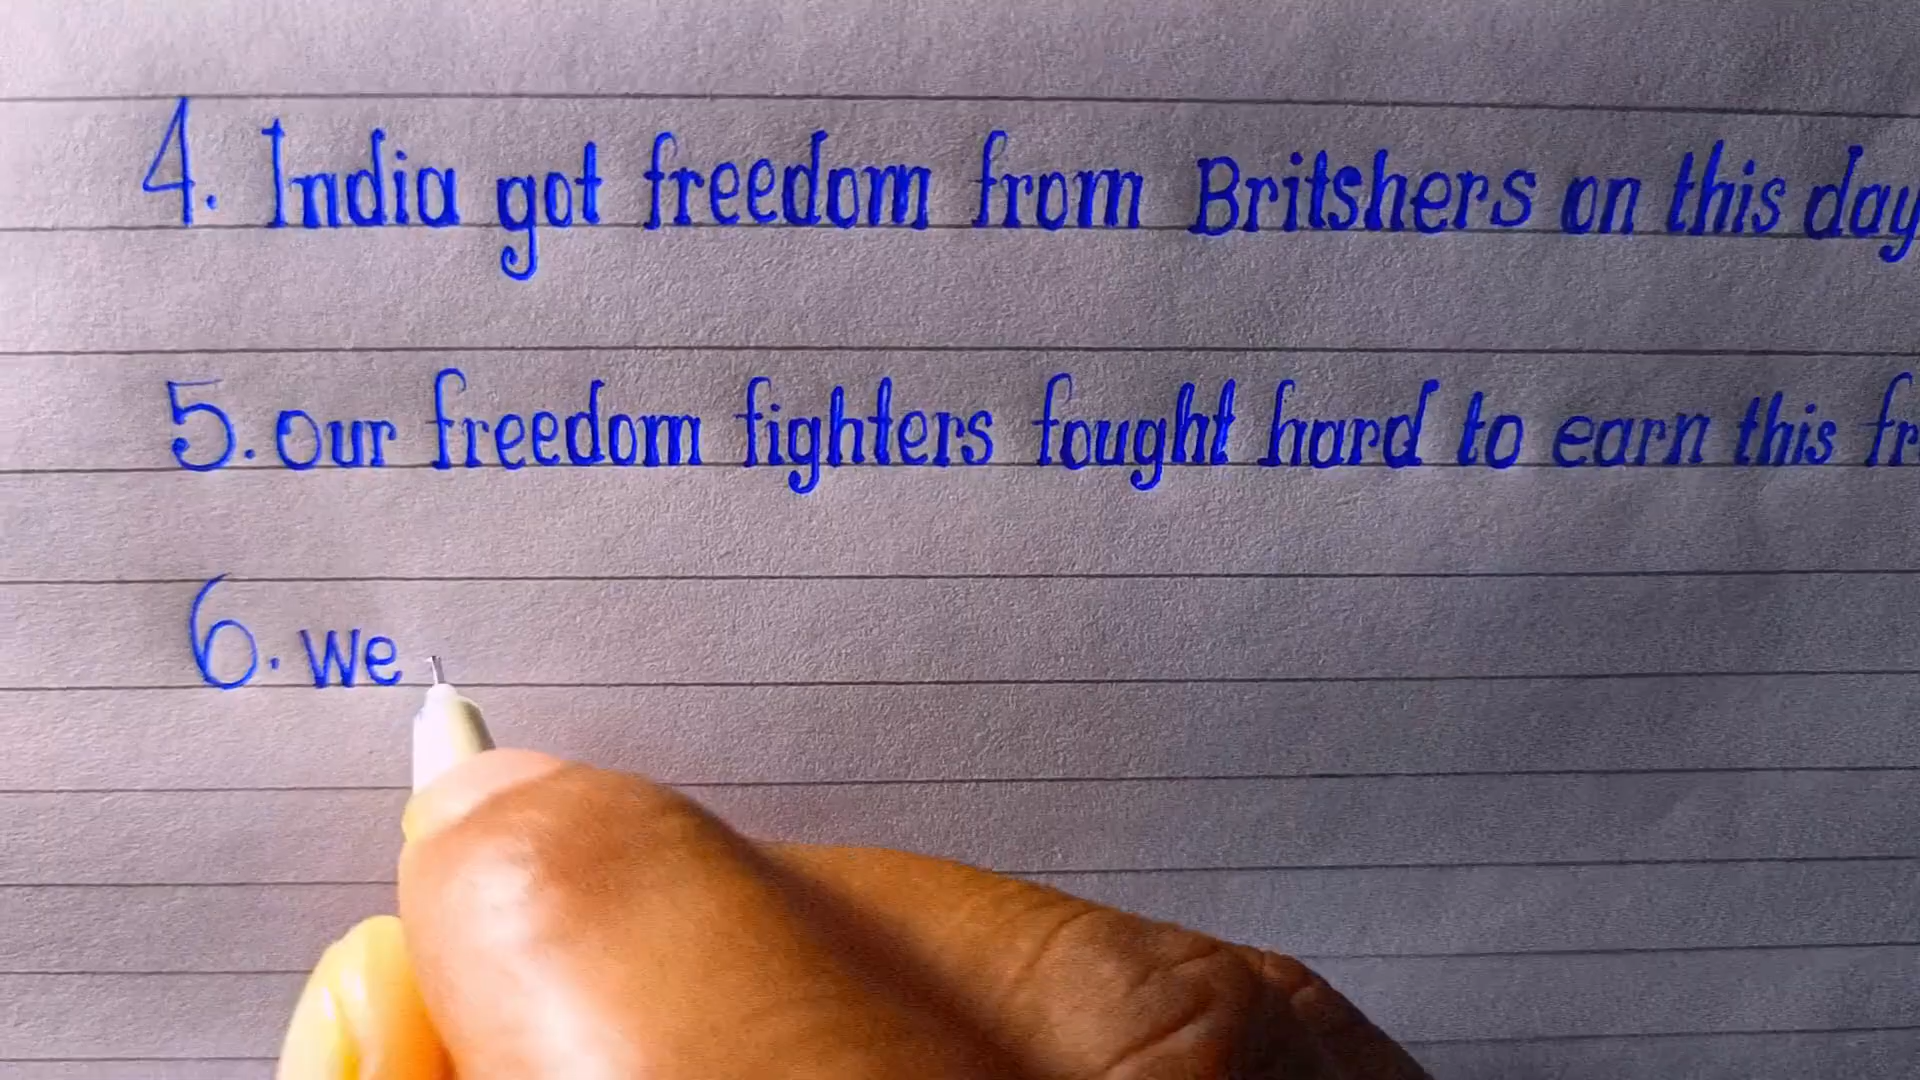 4. India got freedom from Britshers on this day
5. Our freedom fighters fought hard to earn this fr
6. We